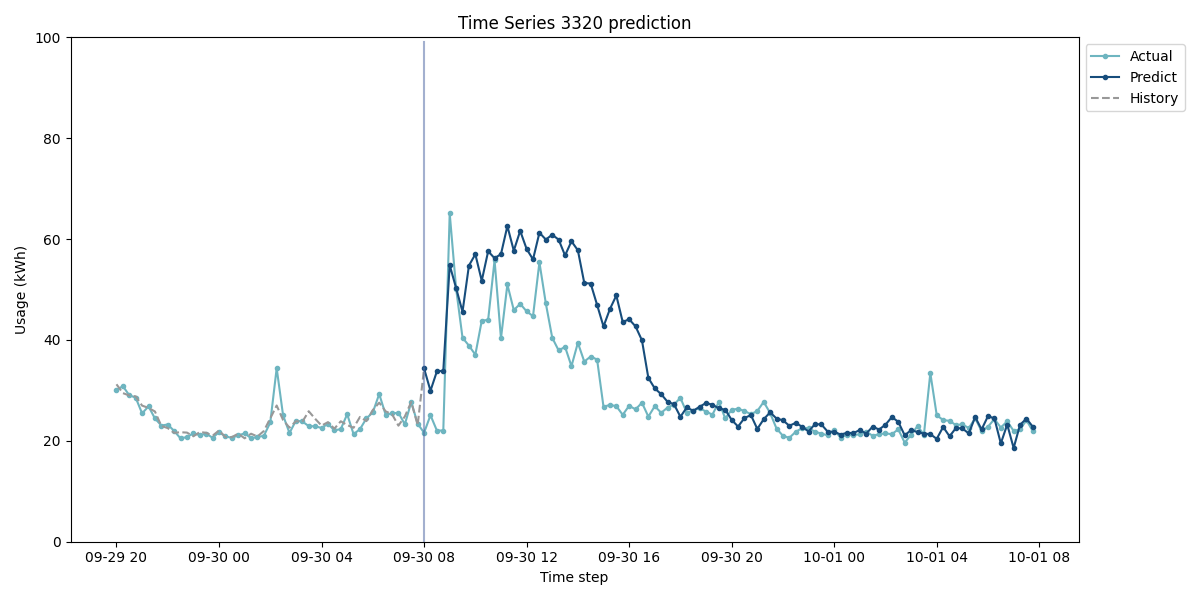 Time Series 3320 prediction
100
80
60
40
20
0
Usage (kWh)
09-29 20
09-30 00
09-30 04
09-30 08
09-30 12
09-30 16
09-30 20
10-01 00
10-01 04
10-01 08
Time step
Actual
Predict
History